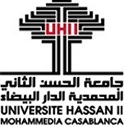 UHII
جامعة الحسن الثاني
المحمدية الدار البيضاء
UNIVERSITE HASSAN II
MOHAMMEDIA CASABLANCA